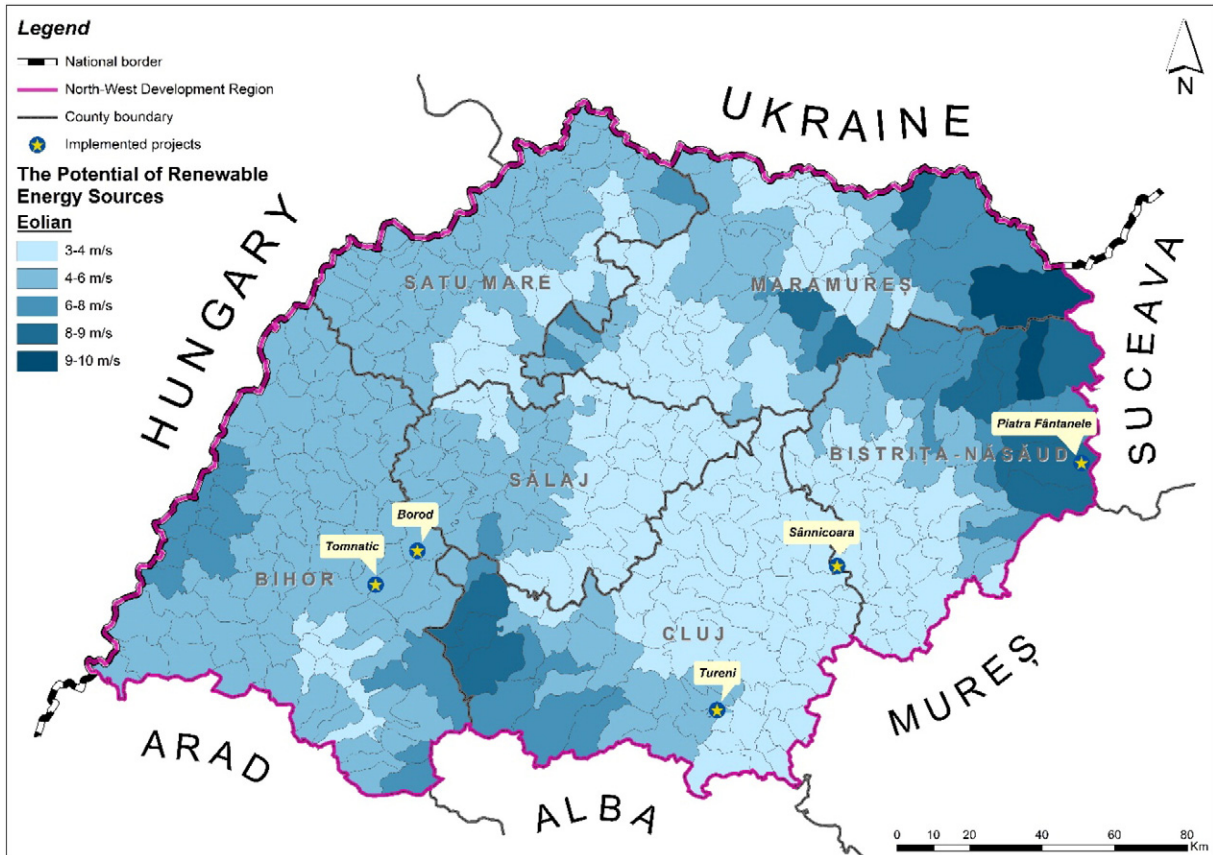 Legend
National border
North-West Development Region
County boundary
Implemented projects
The Potential of Renewable
Energy Sources
Eolian
3-4 m/s
4-6 m/s
6-8 m/s
8-9 m/s
9-10 m/s
N
UKRAINE
HUNGARY
SUCEAVA
SATU MARE
MARAMUREȘ
Piatra Fântanele
BISTRIȚA-NĂSĂUD
SĂLAJ
Borod
Sânnicoara
Tomnatic
BIHOR
CLUJ
Tureni
MUREȘ
ARAD
ALBA
0 10 20 40 60 80
Km